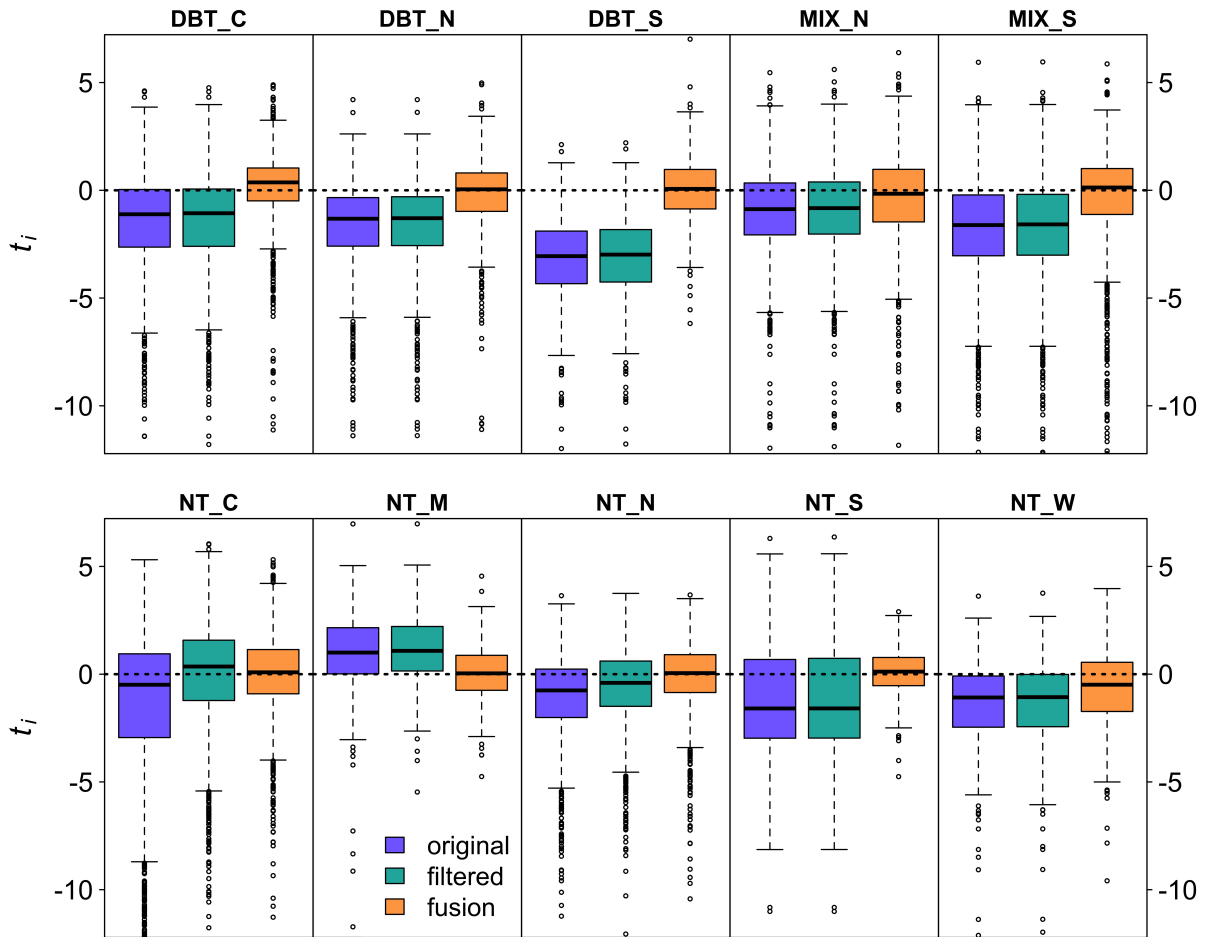 DBT_C DBT_N DBT_S MIX_N MIX_S
5 5
0 0
-5 -5
-10 -10
t_i
NT_C NT_M NT_N NT_S NT_W
5 5
0 0
-5 -5
-10 -10
t_i
original
filtered
fusion